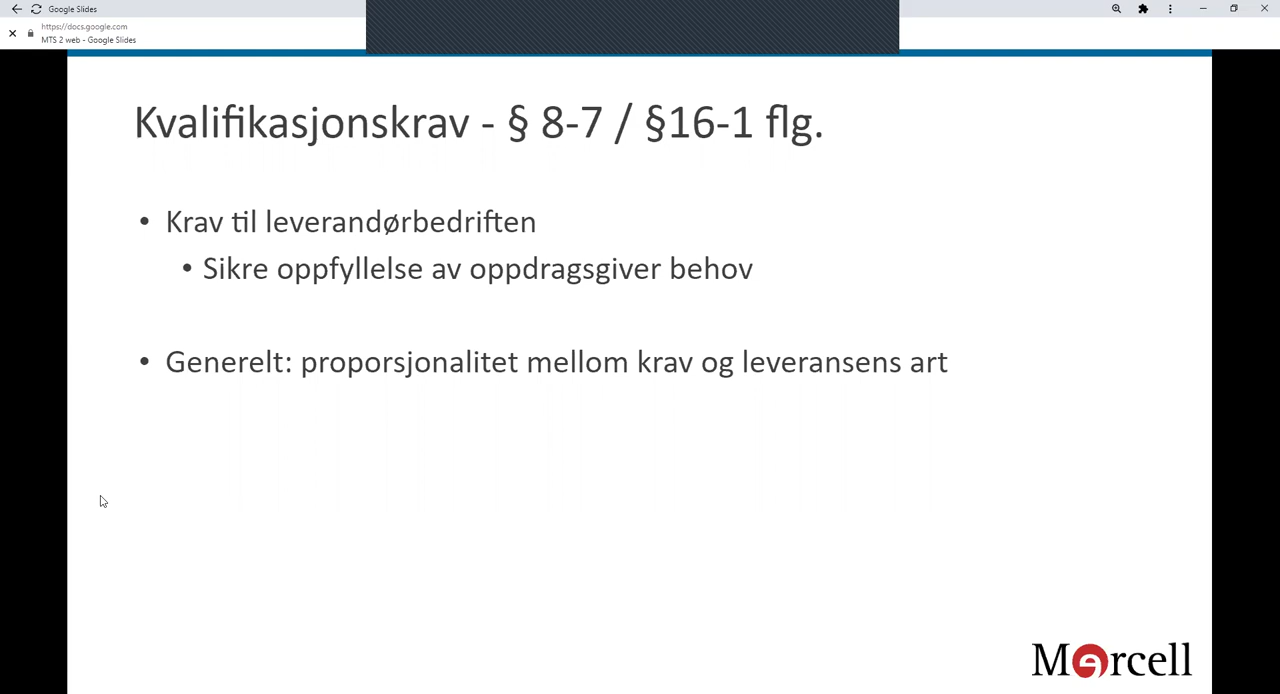 Google Slides
https://docs.google.com
MTS 2 web - Google Slides
Kvalifikasjonskrav - § 8-7 / §16-1 flg.
• Krav til leverandørbedriften
• Sikre oppfyllelse av oppdragsgiver behov
• Generelt: proporsjonalitet mellom krav og leveransens art
Mercell